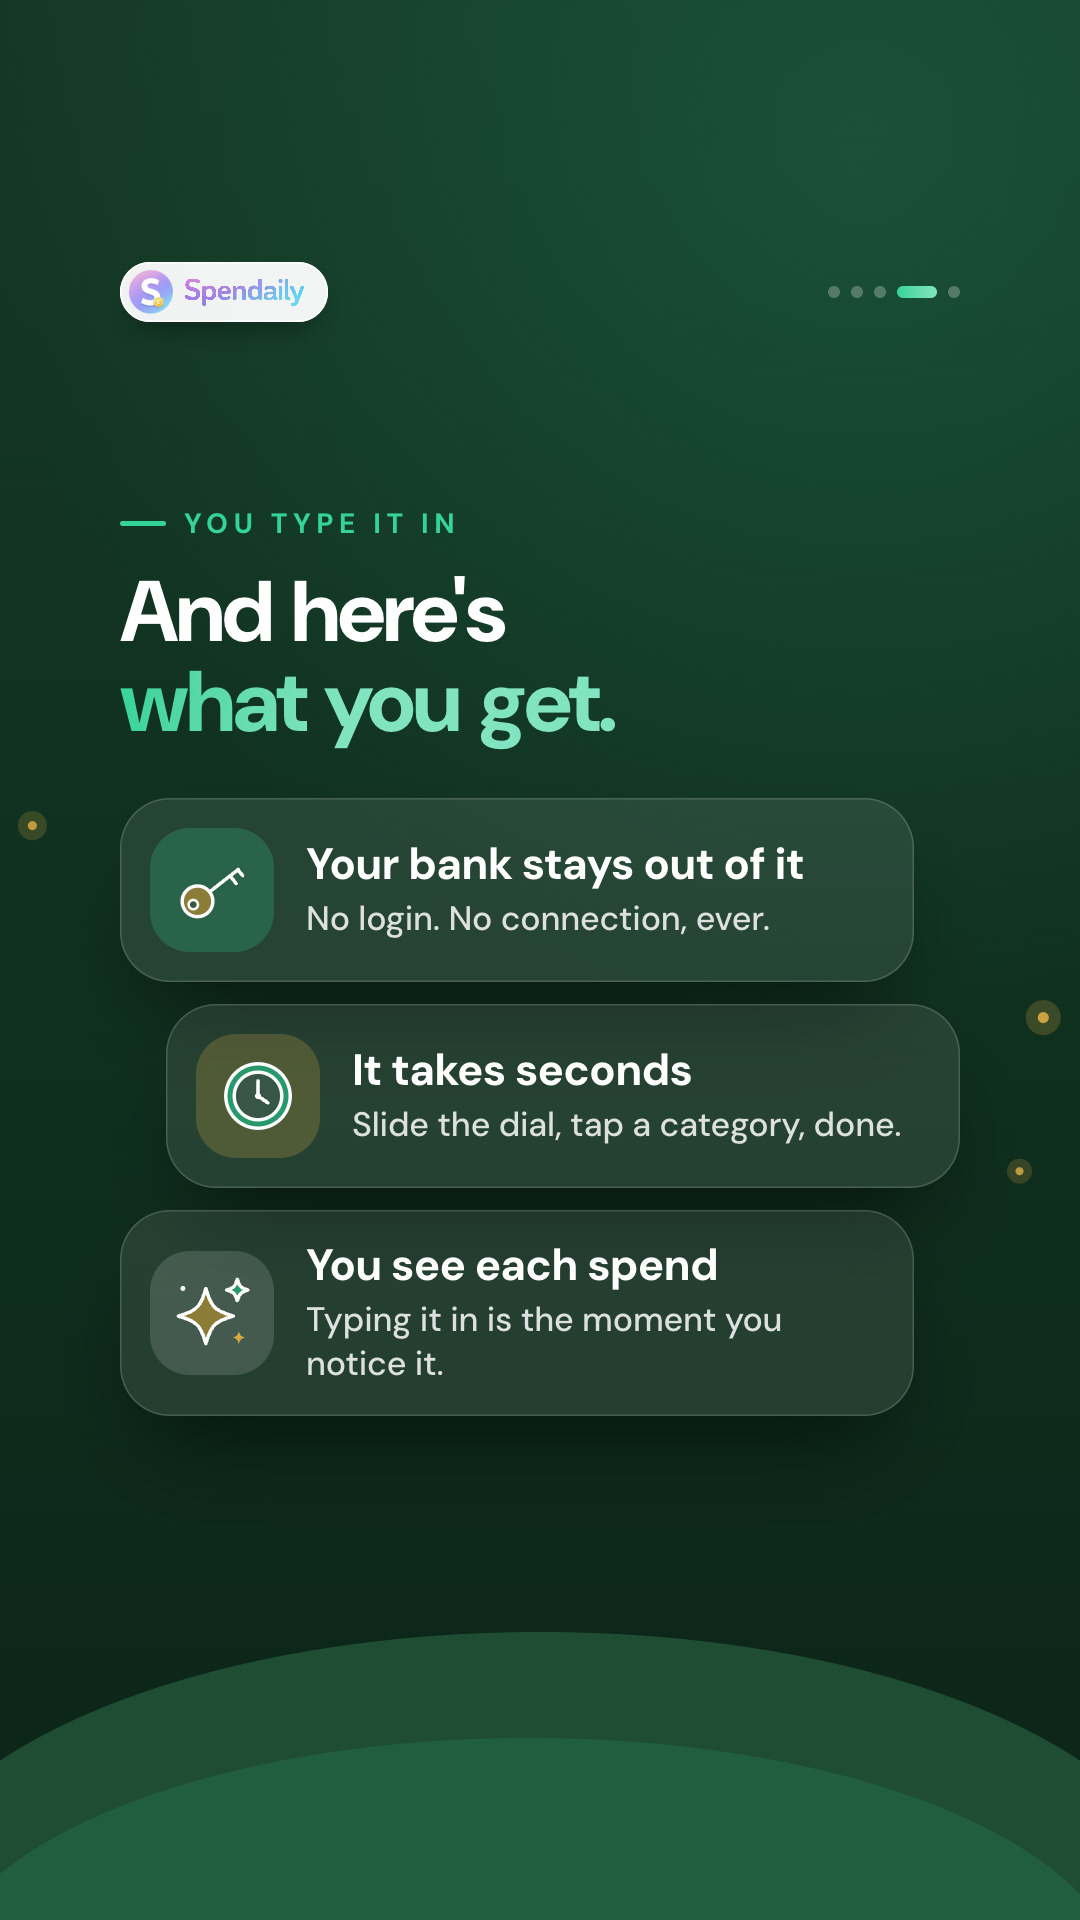 Spendaily
YOU TYPE IT IN
And here's
what you get.
Your bank stays out of it
No login. No connection, ever.
It takes seconds
Slide the dial, tap a category, done.
You see each spend
Typing it in is the moment you
notice it.